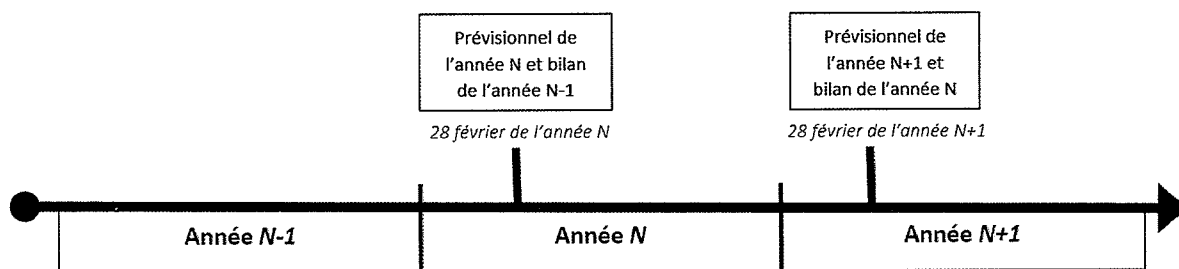 Prévisionnel de
l'année N et bilan
de l'année N-1
28 février de l'année N
Prévisionnel de
l'année N+1 et
bilan de l'année N
28 février de l'année N+1
Année N-1
Année N
Année N+1